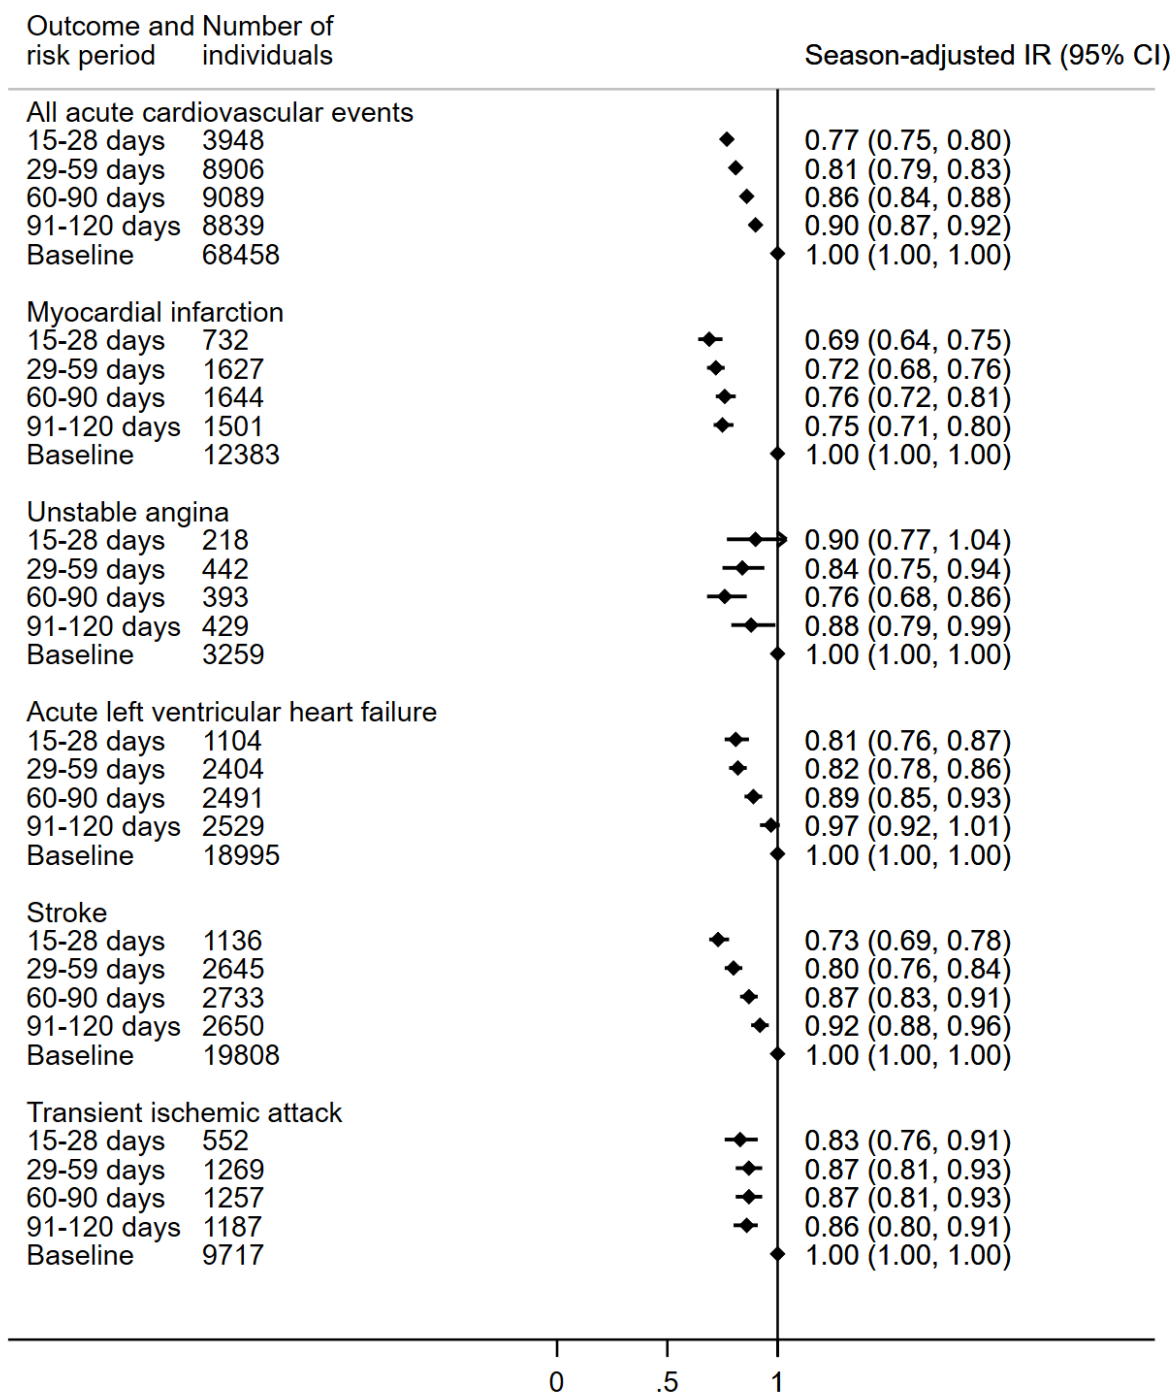 Outcome and Number of
risk period individuals Season-adjusted IR (95% CI)
All acute cardiovascular events
15-28 days 3948 0.77 (0.75, 0.80)
29-59 days 8906 0.81 (0.79, 0.83)
60-90 days 9089 0.86 (0.84, 0.88)
91-120 days 8839 0.90 (0.87, 0.92)
Baseline 68458 1.00 (1.00, 1.00)
Myocardial infarction
15-28 days 732 0.69 (0.64, 0.75)
29-59 days 1627 0.72 (0.68, 0.76)
60-90 days 1644 0.76 (0.72, 0.81)
91-120 days 1501 0.75 (0.71, 0.80)
Baseline 12383 1.00 (1.00, 1.00)
Unstable angina
15-28 days 218 0.90 (0.77, 1.04)
29-59 days 442 0.84 (0.75, 0.94)
60-90 days 393 0.76 (0.68, 0.86)
91-120 days 429 0.88 (0.79, 0.99)
Baseline 3259 1.00 (1.00, 1.00)
Acute left ventricular heart failure
15-28 days 1104 0.81 (0.76, 0.87)
29-59 days 2404 0.82 (0.78, 0.86)
60-90 days 2491 0.89 (0.85, 0.93)
91-120 days 2529 0.97 (0.92, 1.01)
Baseline 18995 1.00 (1.00, 1.00)
Stroke
15-28 days 1136 0.73 (0.69, 0.78)
29-59 days 2645 0.80 (0.76, 0.84)
60-90 days 2733 0.87 (0.83, 0.91)
91-120 days 2650 0.92 (0.88, 0.96)
Baseline 19808 1.00 (1.00, 1.00)
Transient ischemic attack
15-28 days 552 0.83 (0.76, 0.91)
29-59 days 1269 0.87 (0.81, 0.93)
60-90 days 1257 0.87 (0.81, 0.93)
91-120 days 1187 0.86 (0.80, 0.91)
Baseline 9717 1.00 (1.00, 1.00)
0 .5 1